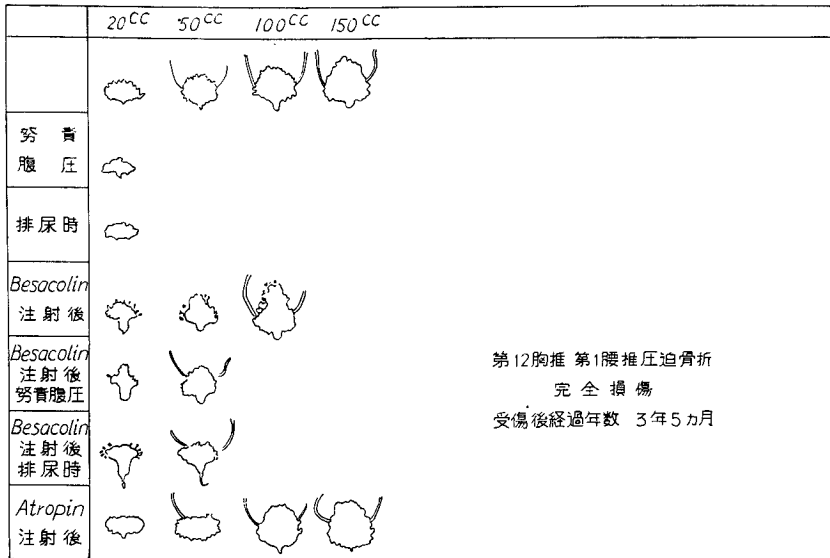 20CC 50CC 100CC 150CC
努責
腹圧
排尿時
Besacolin
注射後
Besacolin
注射後
努責腹圧
Besacolin
注射後
排尿時
Atropin
注射後
第12胸椎 第1腰椎圧迫骨折
完全損傷
受傷後経過年数 3年5ヵ月